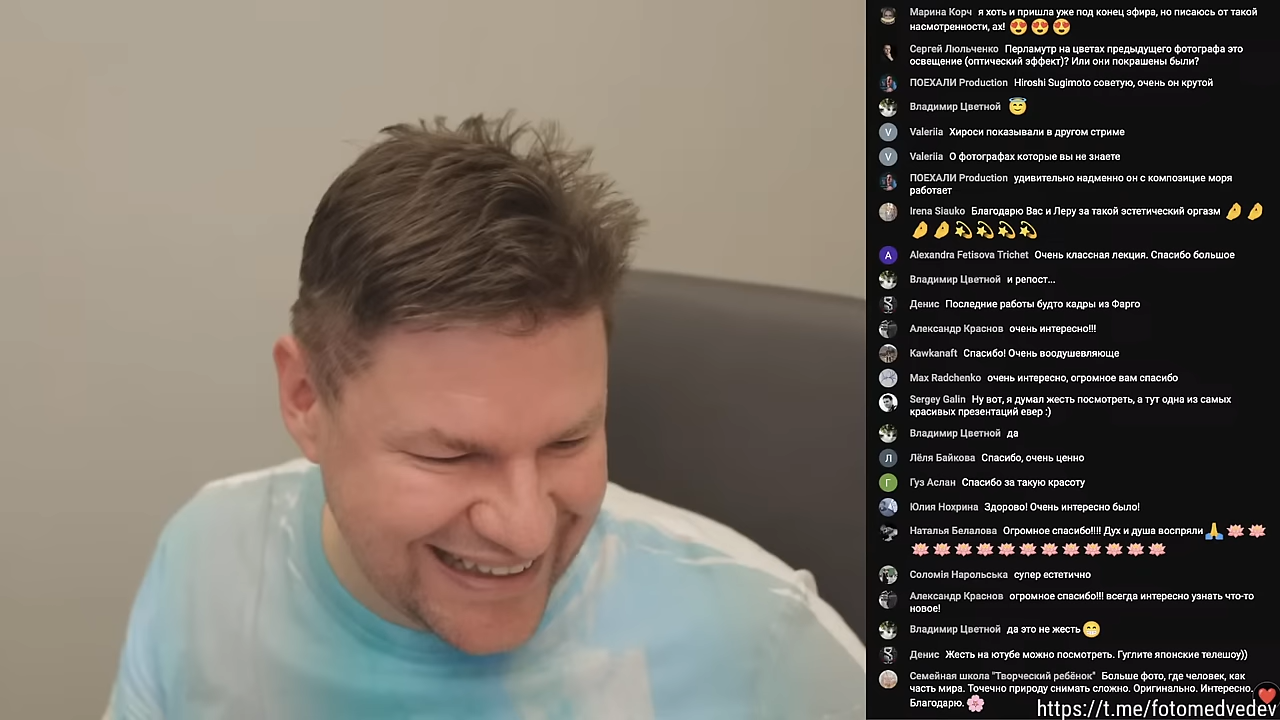 Марина Корч я хоть и пришла уже под конец эфира, но писаюсь от такой
насмотренности, ах! 😍😍😍
Сергей Люльченко Перламутр на цветах предыдущего фотографа это
освещение (оптический эффект)? Или они покрашены были?
ПОЕХАЛИ Production Hiroshi Sugimoto советую, очень он крутой
Владимир Цветной 😇
V Valeriia Хироси показывали в другом стриме
V Valeriia О фотографах которые вы не знаете
ПОЕХАЛИ Production удивительно надменно он с композицие моря
работает
Irena Siauko Благодарю Вас и Леру за такой эстетический оргазм 🤌🤌
🤌🤌💫💫💫💫
A Alexandra Fetisova Trichet Очень классная лекция. Спасибо большое
Владимир Цветной и репост...
Денис Последние работы будто кадры из Фарго
Александр Краснов очень интересно!!!
Kawkanaft Спасибо! Очень воодушевляюще
Max Radchenko очень интересно, огромное вам спасибо
Sergey Galin Ну вот, я думал жесть посмотреть, а тут одна из самых
красивых презентаций евер :)
Владимир Цветной да
Л Лёля Байкова Спасибо, очень ценно
Г Гуз Аслан Спасибо за такую красоту
Юлия Нохрина Здорово! Очень интересно было!
Наталья Белалова Огромное спасибо!!!! Дух и душа воспряли 🙏🪷🪷
🪷🪷🪷🪷🪷🪷🪷🪷🪷🪷🪷🪷
Соломія Нарольська супер естетично
Александр Краснов огромное спасибо!!! всегда интересно узнать что-то
новое!
Владимир Цветной да это не жесть 😁
Денис Жесть на ютубе можно посмотреть. Гуглите японские телешоу))
Семейная школа "Творческий ребёнок" Больше фото, где человек, как
часть мира. Точечно природу снимать сложно. Оригинально. Интересно.
Благодарю. 🌸
https://t.me/fotomedvedev